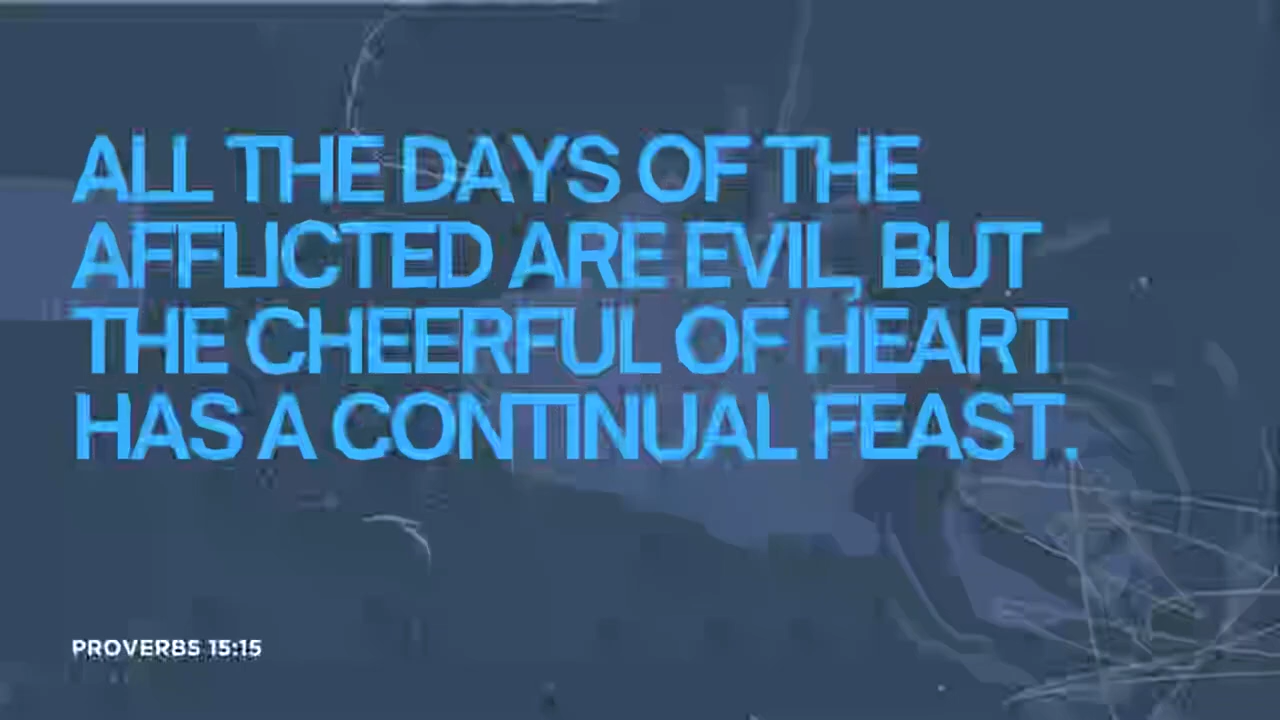 ALL THE DAYS OF THE
AFFLICTED ARE EVIL, BUT
THE CHEERFUL OF HEART
HAS A CONTINUAL FEAST.
PROVERBS 15:15